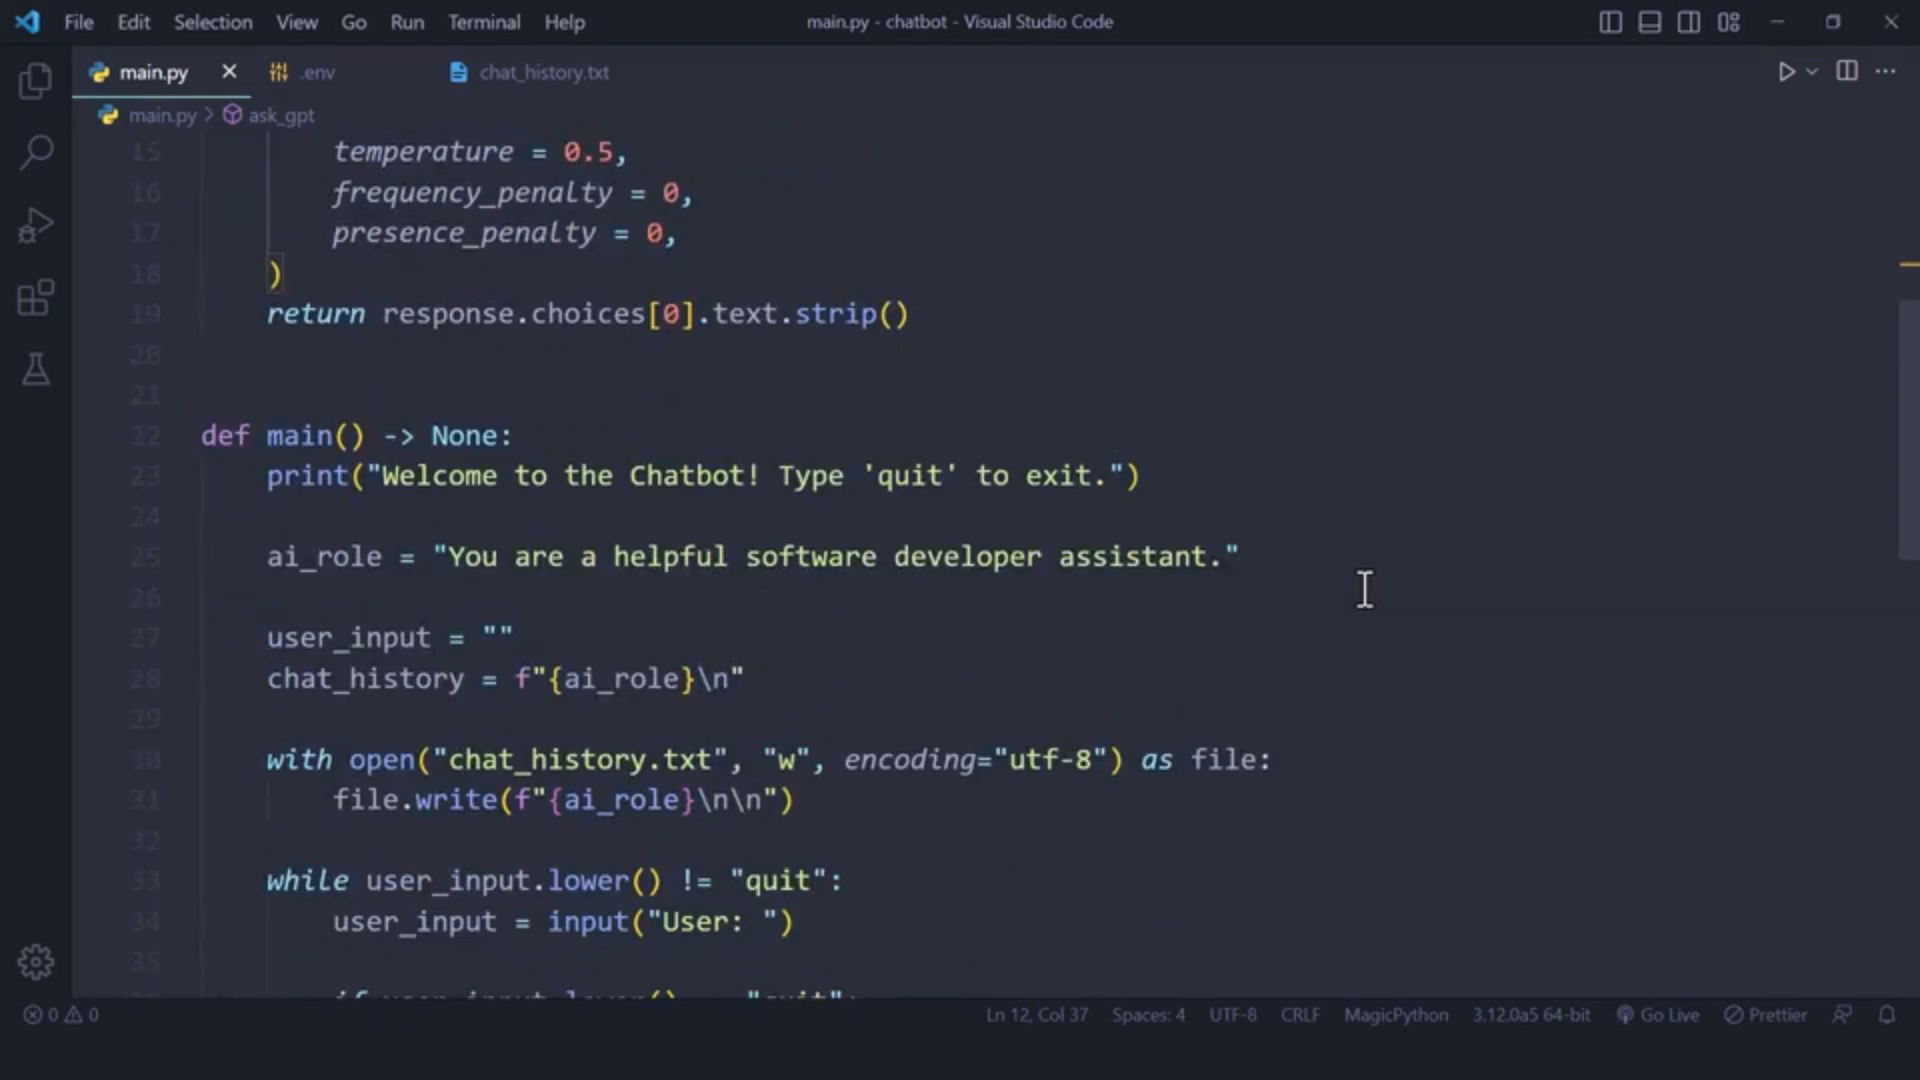 File Edit Selection View Go Run Terminal Help main.py - chatbot - Visual Studio Code
main.py .env chat_history.txt
main.py > ask_gpt
15 temperature = 0.5,
16 frequency_penalty = 0,
17 presence_penalty = 0,
18 )
19 return response.choices[0].text.strip()
20
21
22 def main() -> None:
23 print("Welcome to the Chatbot! Type 'quit' to exit.")
24
25 ai_role = "You are a helpful software developer assistant."
26
27 user_input = ""
28 chat_history = f"{ai_role}\n"
29
30 with open("chat_history.txt", "w", encoding="utf-8") as file:
31 file.write(f"{ai_role}\n\n")
32
33 while user_input.lower() != "quit":
34 user_input = input("User: ")
35
0 0 Ln 12, Col 37 Spaces: 4 UTF-8 CRLF MagicPython 3.12.0a5 64-bit Go Live Prettier